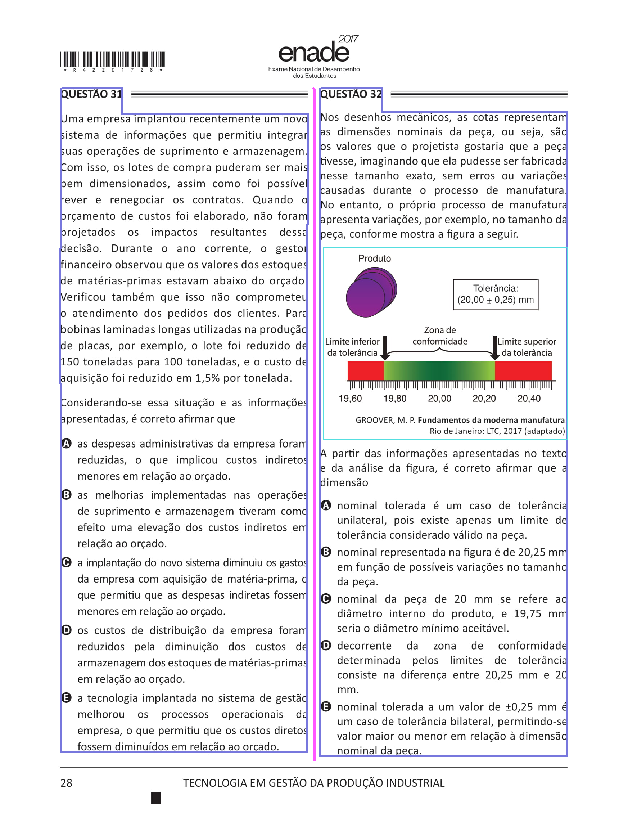 *R4220172B*
enade 2017
Exame Nacional de Desempenho
dos Estudantes
QUESTÃO 31
Uma empresa implantou recentemente um novo
sistema de informações que permitiu integrar
suas operações de suprimento e armazenagem.
Com isso, os lotes de compra puderam ser mais
bem dimensionados, assim como foi possível
rever e renegociar os contratos. Quando o
orçamento de custos foi elaborado, não foram
projetados os impactos resultantes dessa
decisão. Durante o ano corrente, o gestor
financeiro observou que os valores dos estoques
de matérias-primas estavam abaixo do orçado.
Verificou também que isso não comprometeu
o atendimento dos pedidos dos clientes. Para
bobinas laminadas longas utilizadas na produção
de placas, por exemplo, o lote foi reduzido de
150 toneladas para 100 toneladas, e o custo de
aquisição foi reduzido em 1,5% por tonelada.
Considerando-se essa situação e as informações
apresentadas, é correto afirmar que
A as despesas administrativas da empresa foram
reduzidas, o que implicou custos indiretos
menores em relação ao orçado.
B as melhorias implementadas nas operações
de suprimento e armazenagem tiveram como
efeito uma elevação dos custos indiretos em
relação ao orçado.
C a implantação do novo sistema diminuiu os gastos
da empresa com aquisição de matéria-prima, o
que permitiu que as despesas indiretas fossem
menores em relação ao orçado.
D os custos de distribuição da empresa foram
reduzidos pela diminuição dos custos de
armazenagem dos estoques de matérias-primas
em relação ao orçado.
E a tecnologia implantada no sistema de gestão
melhorou os processos operacionais da
empresa, o que permitiu que os custos diretos
fossem diminuídos em relação ao orçado.
QUESTÃO 32
Nos desenhos mecânicos, as cotas representam
as dimensões nominais da peça, ou seja, são
os valores que o projetista gostaria que a peça
tivesse, imaginando que ela pudesse ser fabricada
nesse tamanho exato, sem erros ou variações
causadas durante o processo de manufatura.
No entanto, o próprio processo de manufatura
apresenta variações, por exemplo, no tamanho da
peça, conforme mostra a figura a seguir.
Produto
Tolerância:
(20,00 ± 0,25) mm
Zona de
conformidade
Limite inferior
da tolerância
Limite superior
da tolerância
19,60 19,80 20,00 20,20 20,40
GROOVER, M. P. Fundamentos da moderna manufatura
Rio de Janeiro: LTC, 2017 (adaptado)
A partir das informações apresentadas no texto
e da análise da figura, é correto afirmar que a
dimensão
A nominal tolerada é um caso de tolerância
unilateral, pois existe apenas um limite de
tolerância considerado válido na peça.
B nominal representada na figura é de 20,25 mm
em função de possíveis variações no tamanho
da peça.
C nominal da peça de 20 mm se refere ao
diâmetro interno do produto, e 19,75 mm
seria o diâmetro mínimo aceitável.
D decorrente da zona de conformidade
determinada pelos limites de tolerância
consiste na diferença entre 20,25 mm e 20
mm.
E nominal tolerada a um valor de ±0,25 mm é
um caso de tolerância bilateral, permitindo-se
valor maior ou menor em relação à dimensão
nominal da peça.
28 TECNOLOGIA EM GESTÃO DA PRODUÇÃO INDUSTRIAL